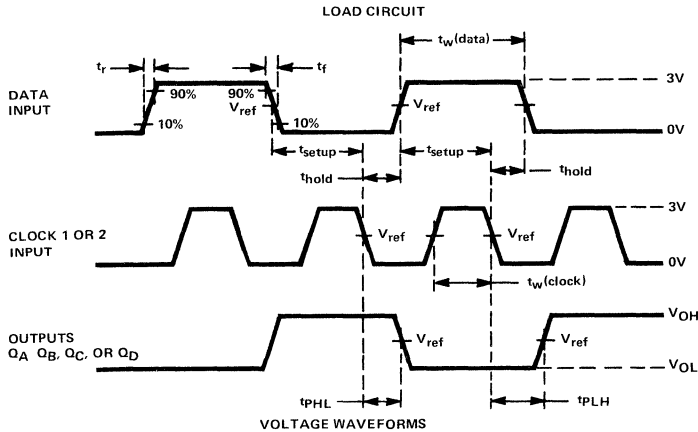 LOAD CIRCUIT
tr
tf
tw(data)
DATA
INPUT
90%
90%
Vref
10%
10%
Vref
3V
0V
tsetup
tsetup
thold
thold
CLOCK 1 OR 2
INPUT
Vref
Vref
3V
0V
tw(clock)
OUTPUTS
QA QB, QC, OR QD
Vref
Vref
VOH
VOL
tPHL
tPLH
VOLTAGE WAVEFORMS